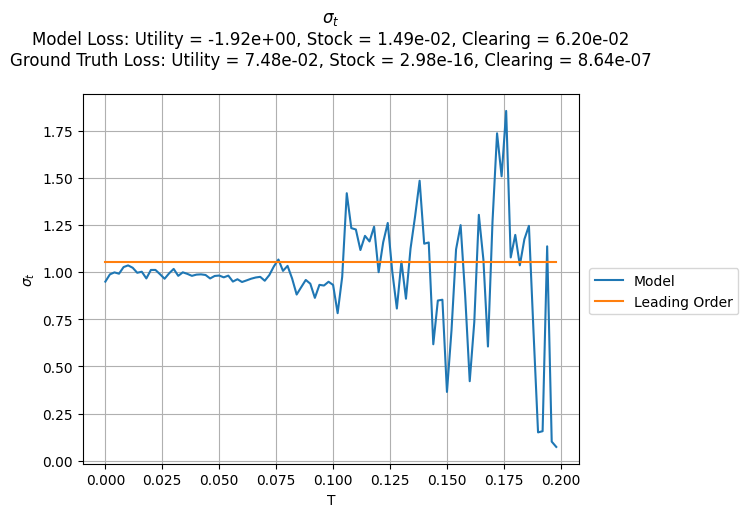 σt
Model Loss: Utility = -1.92e+00, Stock = 1.49e-02, Clearing = 6.20e-02
Ground Truth Loss: Utility = 7.48e-02, Stock = 2.98e-16, Clearing = 8.64e-07
1.75
1.50
1.25
1.00
0.75
0.50
0.25
0.00
σt
0.000 0.025 0.050 0.075 0.100 0.125 0.150 0.175 0.200
T
Model
Leading Order